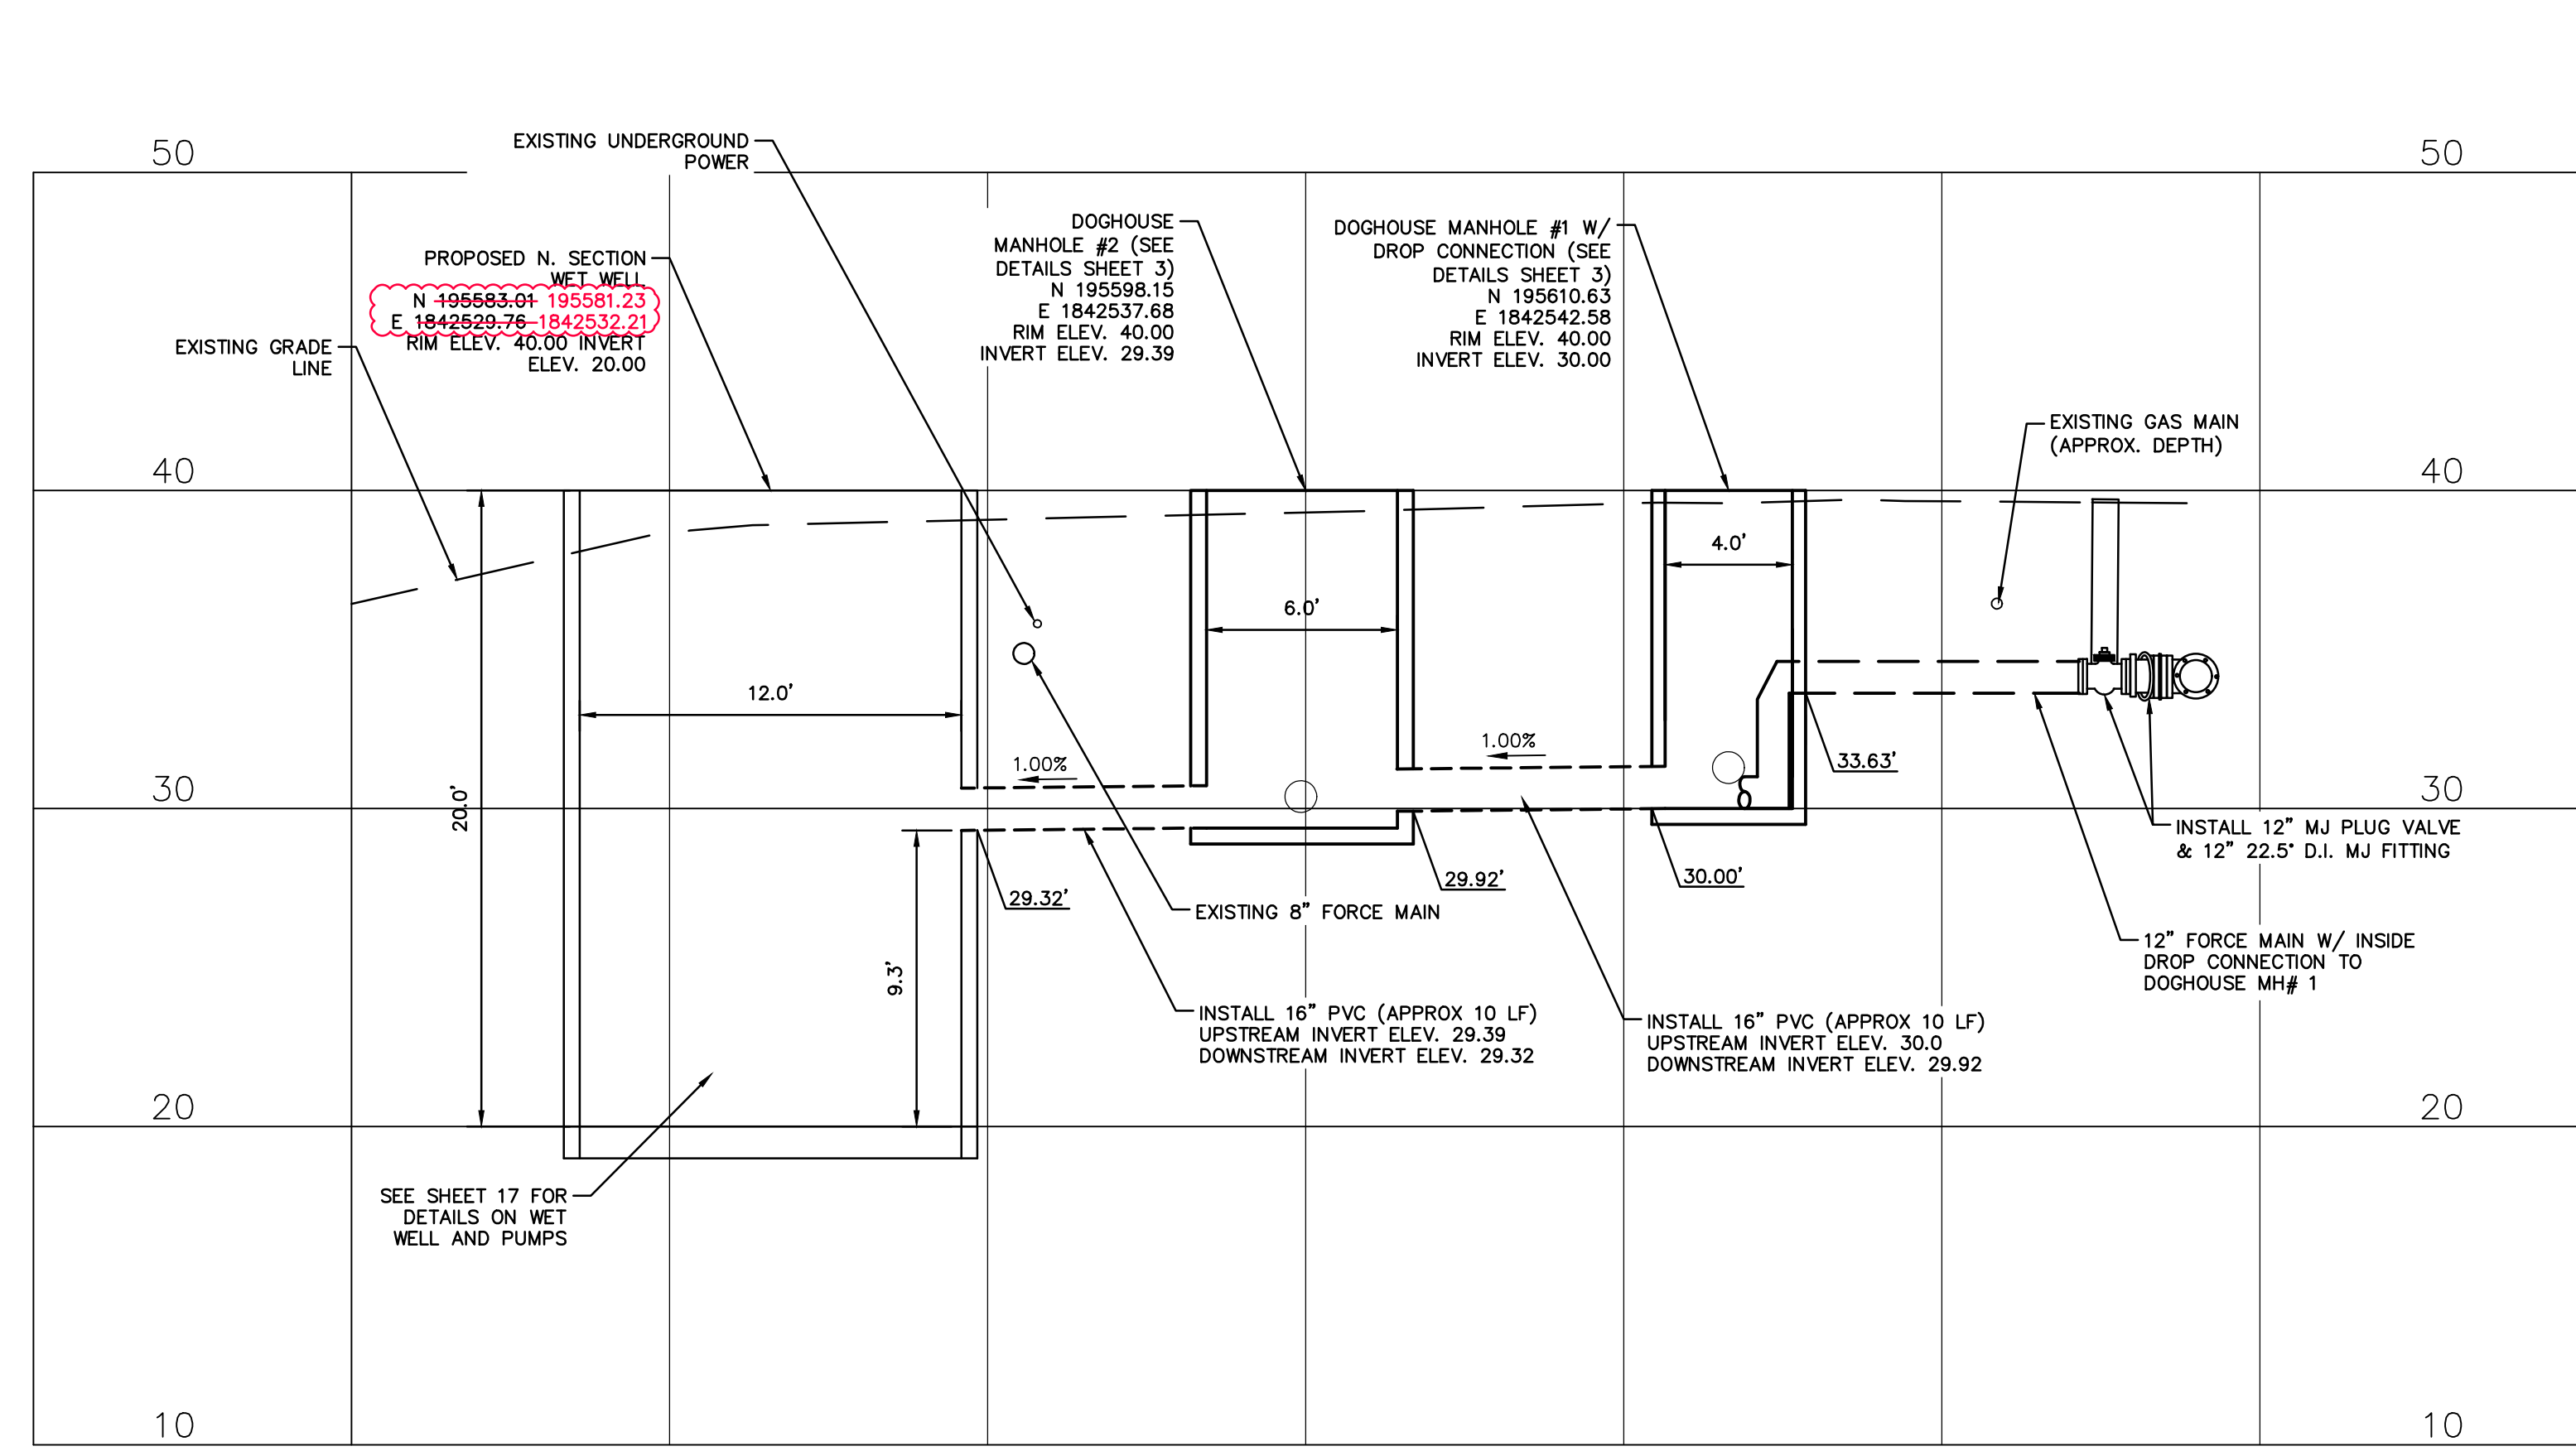 50
50
EXISTING UNDERGROUND
POWER
PROPOSED N. SECTION
WET WELL
N 195583.01 195581.23
E 1842529.76 1842532.21
RIM ELEV. 40.00 INVERT
ELEV. 20.00
EXISTING GRADE
LINE
DOGHOUSE
MANHOLE #2 (SEE
DETAILS SHEET 3)
N 195598.15
E 1842537.68
RIM ELEV. 40.00
INVERT ELEV. 29.39
DOGHOUSE MANHOLE #1 W/
DROP CONNECTION (SEE
DETAILS SHEET 3)
N 195610.63
E 1842542.58
RIM ELEV. 40.00
INVERT ELEV. 30.00
EXISTING GAS MAIN
(APPROX. DEPTH)
40
40
4.0'
6.0'
12.0'
1.00%
1.00%
33.63'
30
30
20.0'
29.32'
29.92'
30.00'
9.3'
EXISTING 8" FORCE MAIN
INSTALL 12" MJ PLUG VALVE
& 12" 22.5° D.I. MJ FITTING
12" FORCE MAIN W/ INSIDE
DROP CONNECTION TO
DOGHOUSE MH# 1
INSTALL 16" PVC (APPROX 10 LF)
UPSTREAM INVERT ELEV. 29.39
DOWNSTREAM INVERT ELEV. 29.32
INSTALL 16" PVC (APPROX 10 LF)
UPSTREAM INVERT ELEV. 30.0
DOWNSTREAM INVERT ELEV. 29.92
20
20
SEE SHEET 17 FOR
DETAILS ON WET
WELL AND PUMPS
10
10